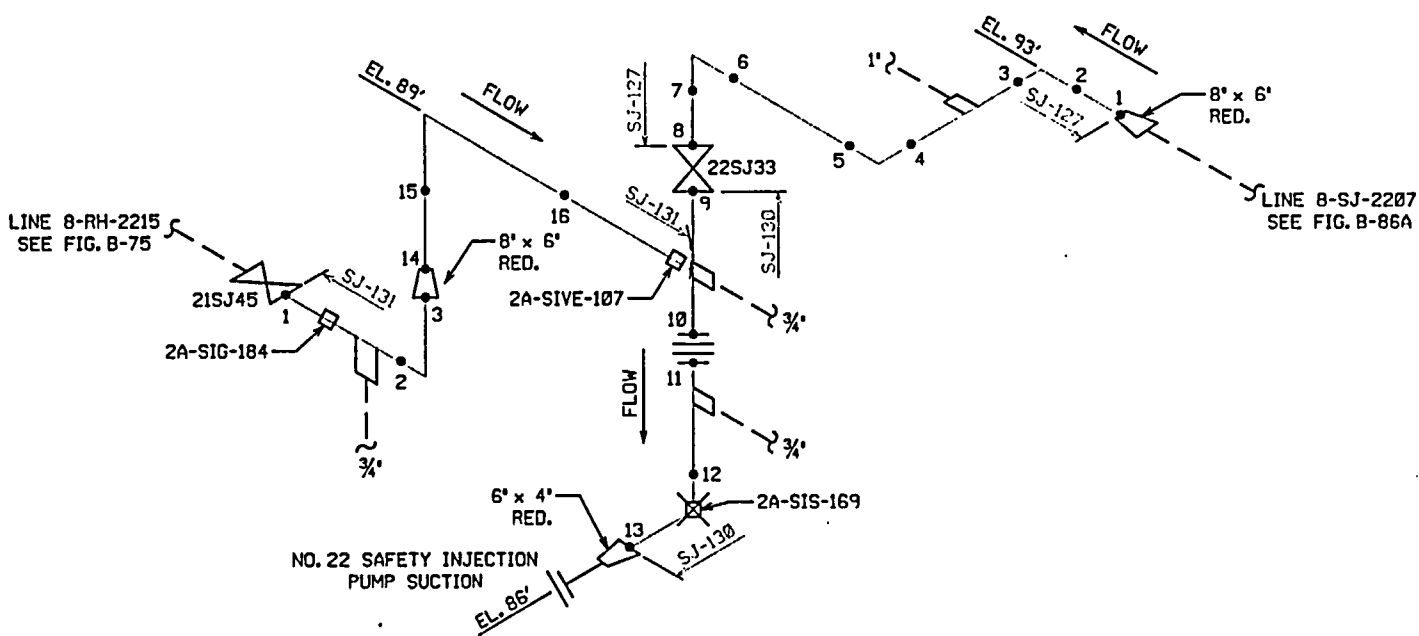 EL. 93'
FLOW
1"
3
2
1
8" x 6"
RED.
SJ-127
LINE 8-SJ-2207
SEE FIG. B-86A
6
7
SJ-127
8
5
4
22SJ33
9
SJ-130
SJ-131
EL. 89'
FLOW
15
16
LINE 8-RH-2215
SEE FIG. B-75
14
8" x 6"
RED.
3
21SJ45
1
SJ-131
2A-SIG-184
2
3/4"
2A-SIVE-107
3/4"
10
11
FLOW
3/4"
12
2A-SIS-169
6" x 4"
RED.
13
SJ-130
NO. 22 SAFETY INJECTION
PUMP SUCTION
EL. 86'